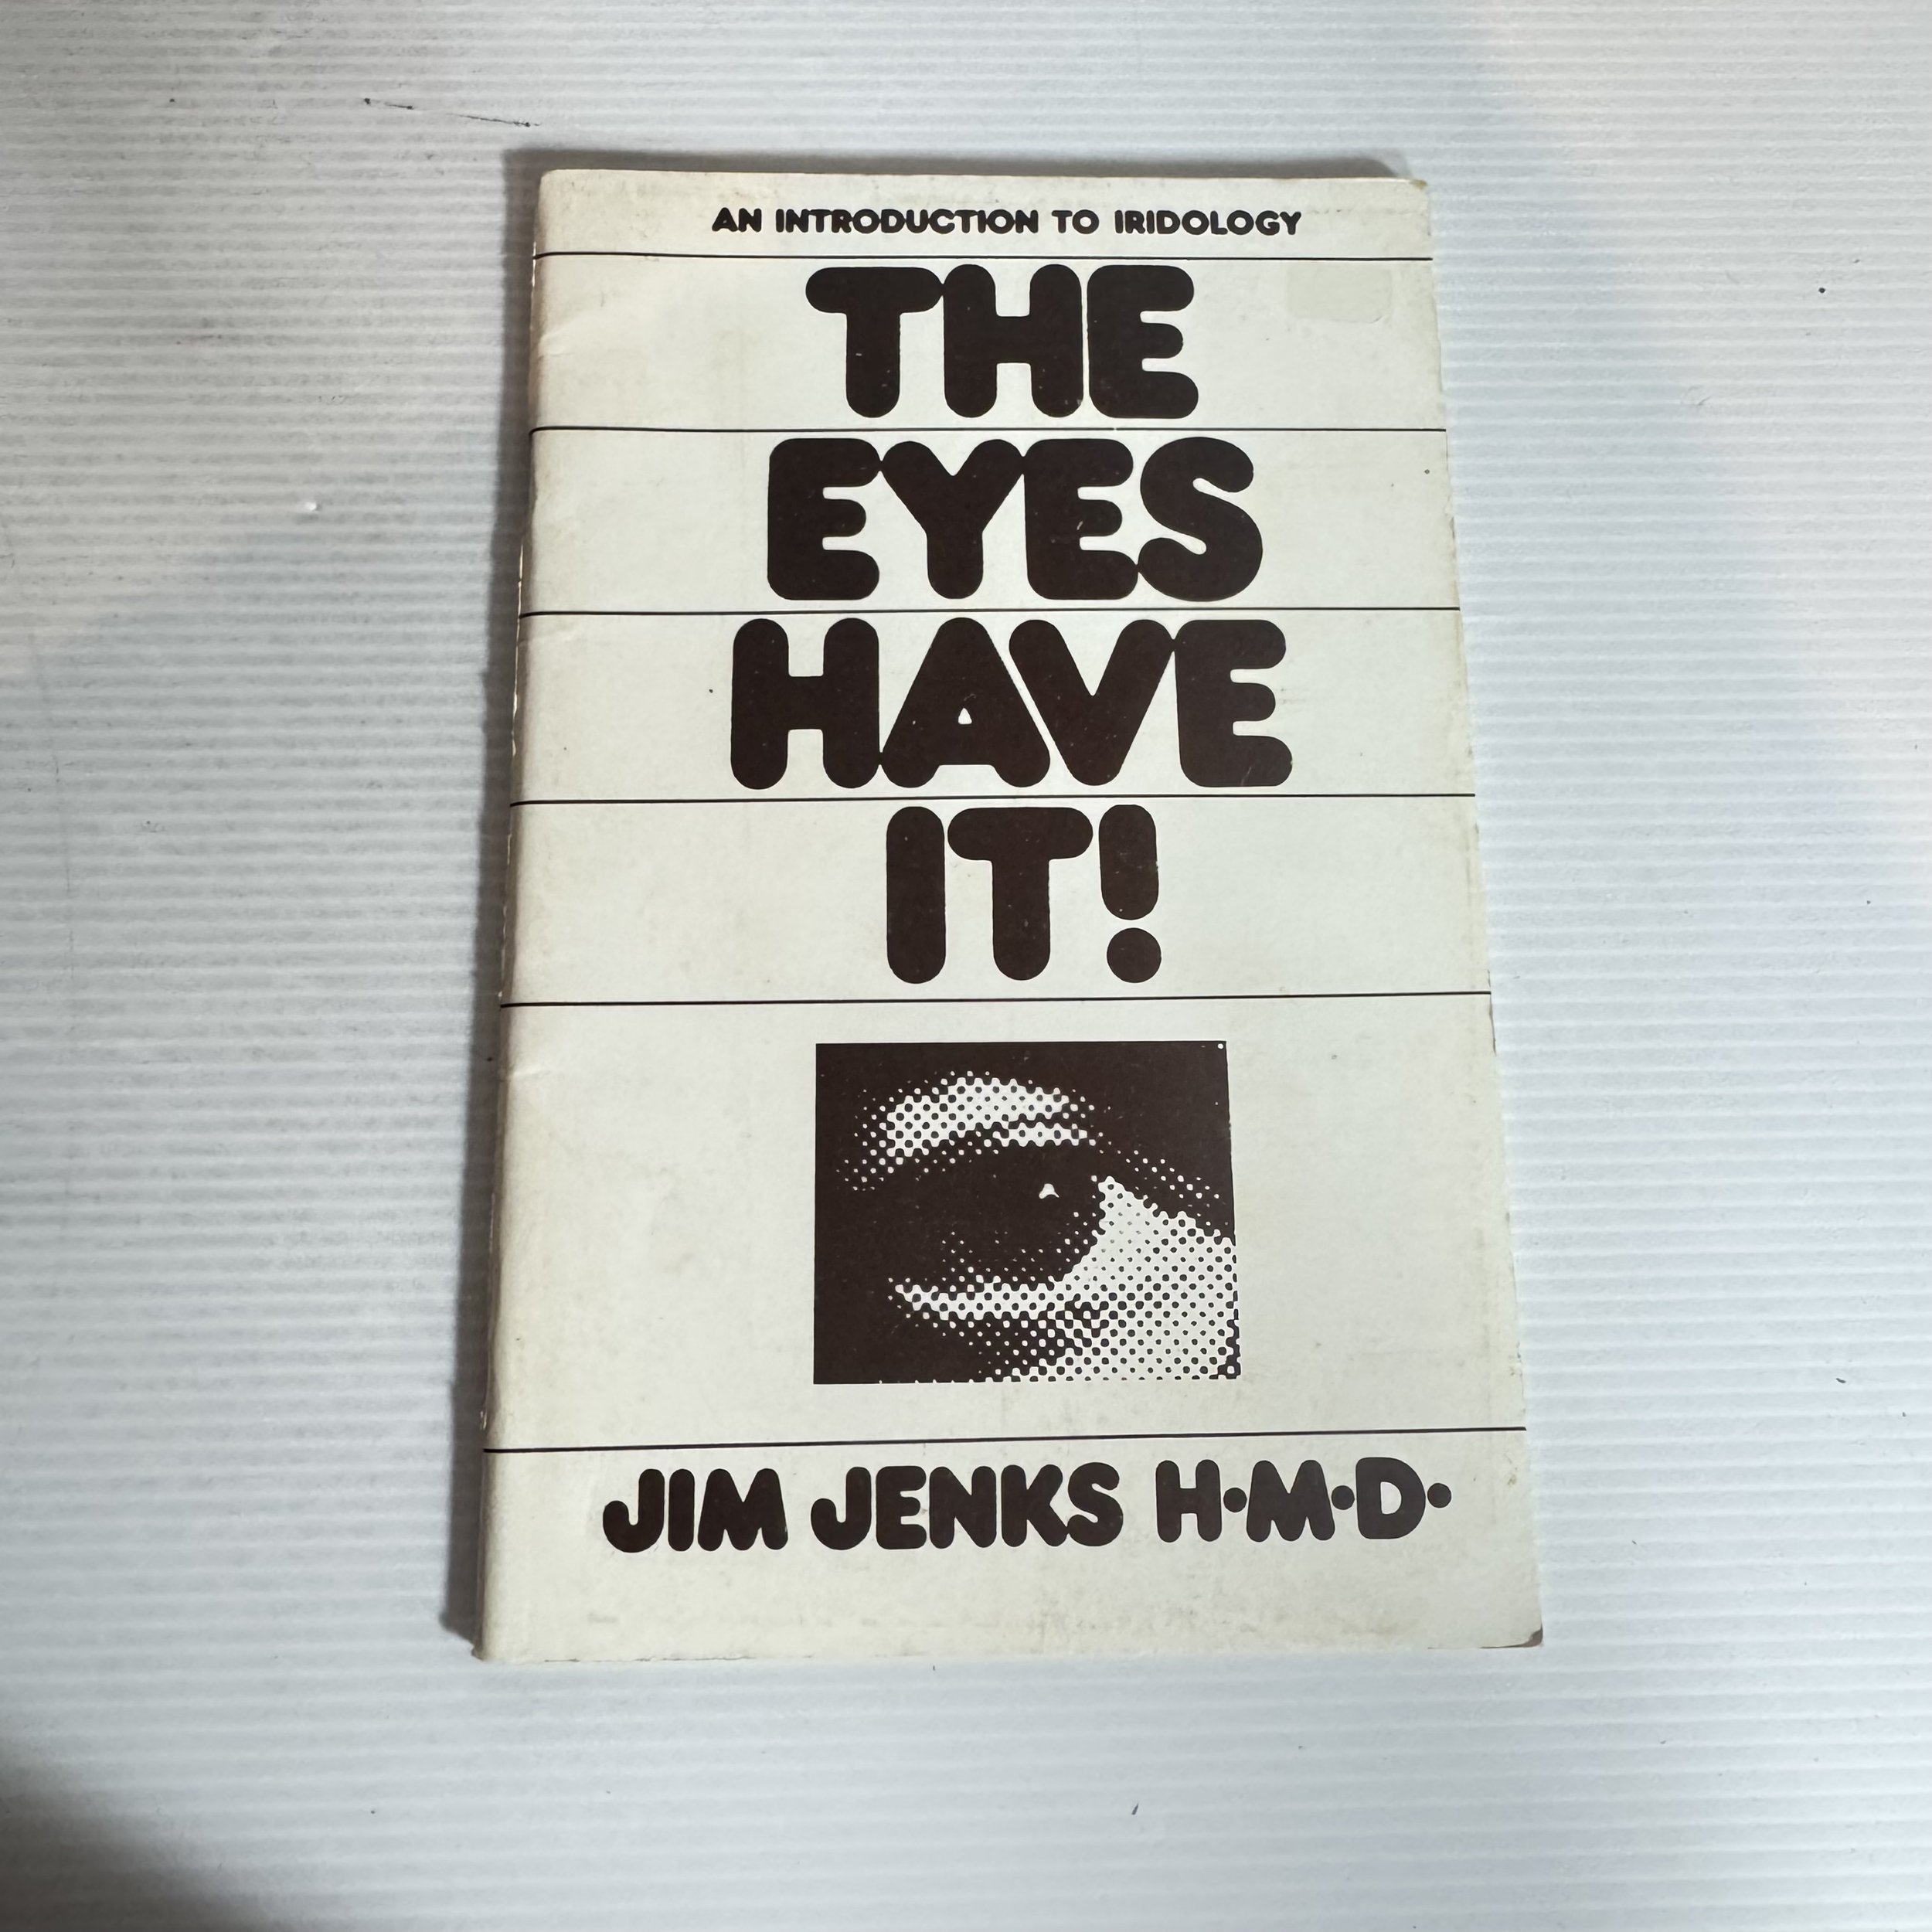 AN INTRODUCTION TO IRIDOLOGY
THE
EYES
HAVE
IT!
JIM JENKS H•M•D•